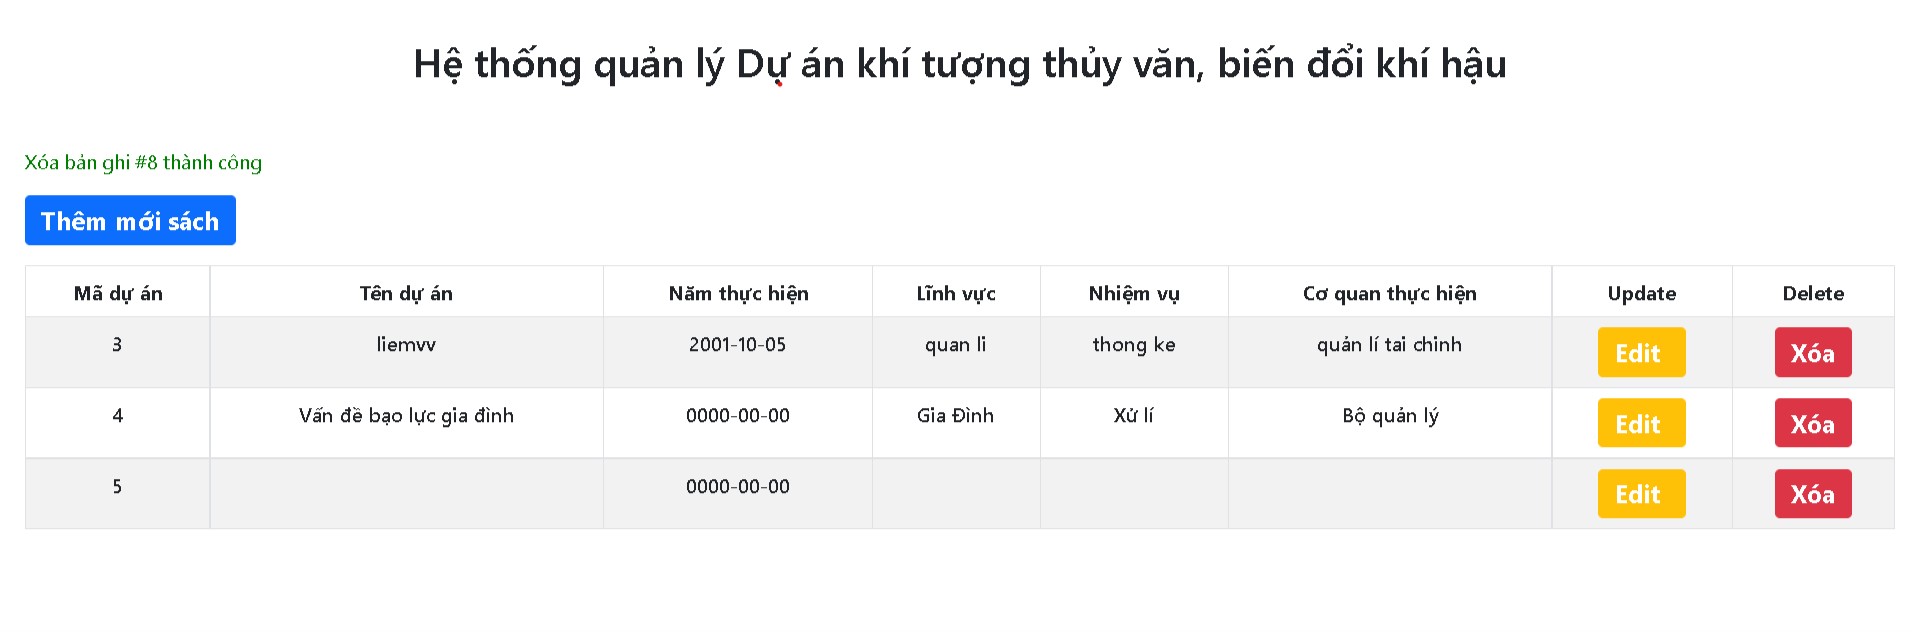 Hệ thống quản lý Dự án khí tượng thủy văn, biến đổi khí hậu
Xóa bản ghi #8 thành công
Thêm mới sách
Mã dự án Tên dự án Năm thực hiện Lĩnh vực Nhiệm vụ Cơ quan thực hiện Update Delete
3 liemvv 2001-10-05 quan li thong ke quản lí tai chinh Edit Xóa
4 Vấn đề bạo lực gia đình 0000-00-00 Gia Đình Xử lí Bộ quản lý Edit Xóa
5 0000-00-00 Edit Xóa